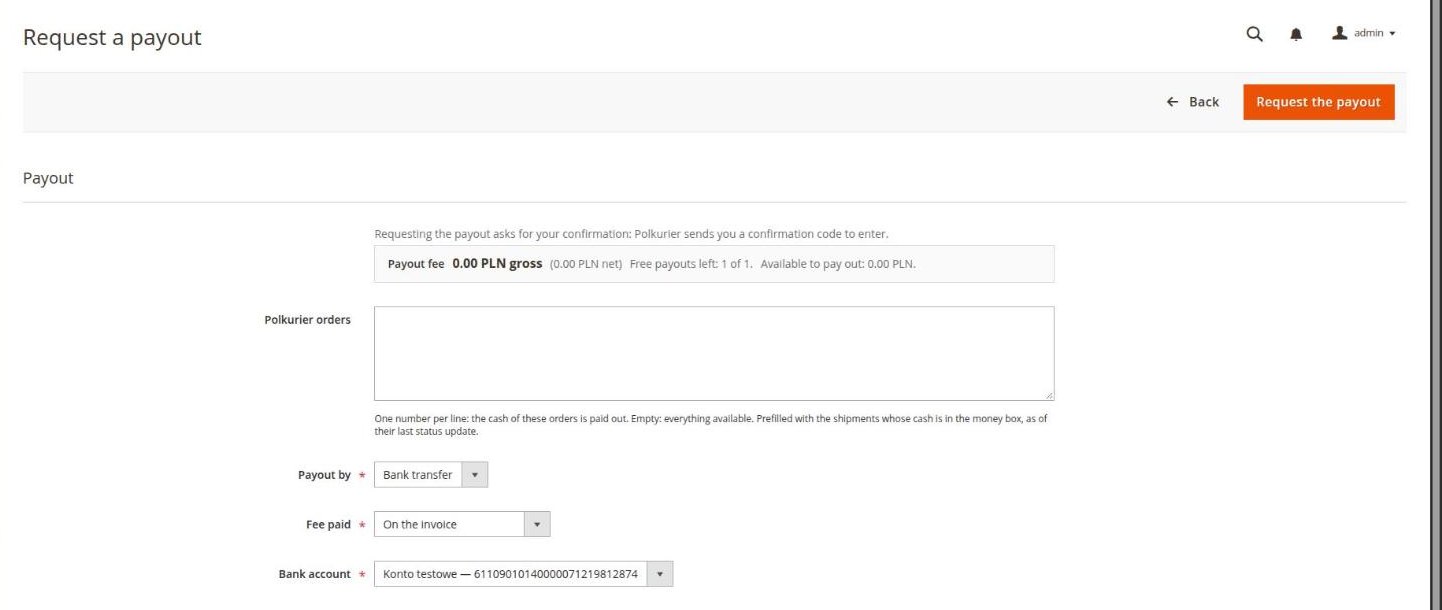 Request a payout
admin
Back
Request the payout
Payout
Requesting the payout asks for your confirmation: Polkurier sends you a confirmation code to enter.
Payout fee 0.00 PLN gross (0.00 PLN net) Free payouts left: 1 of 1. Available to pay out: 0.00 PLN.
Polkurier orders
One number per line: the cash of these orders is paid out. Empty: everything available. Prefilled with the shipments whose cash is in the money box, as of
their last status update.
Payout by * Bank transfer
Fee paid * On the invoice
Bank account * Konto testowe — 61109010140000071219812874